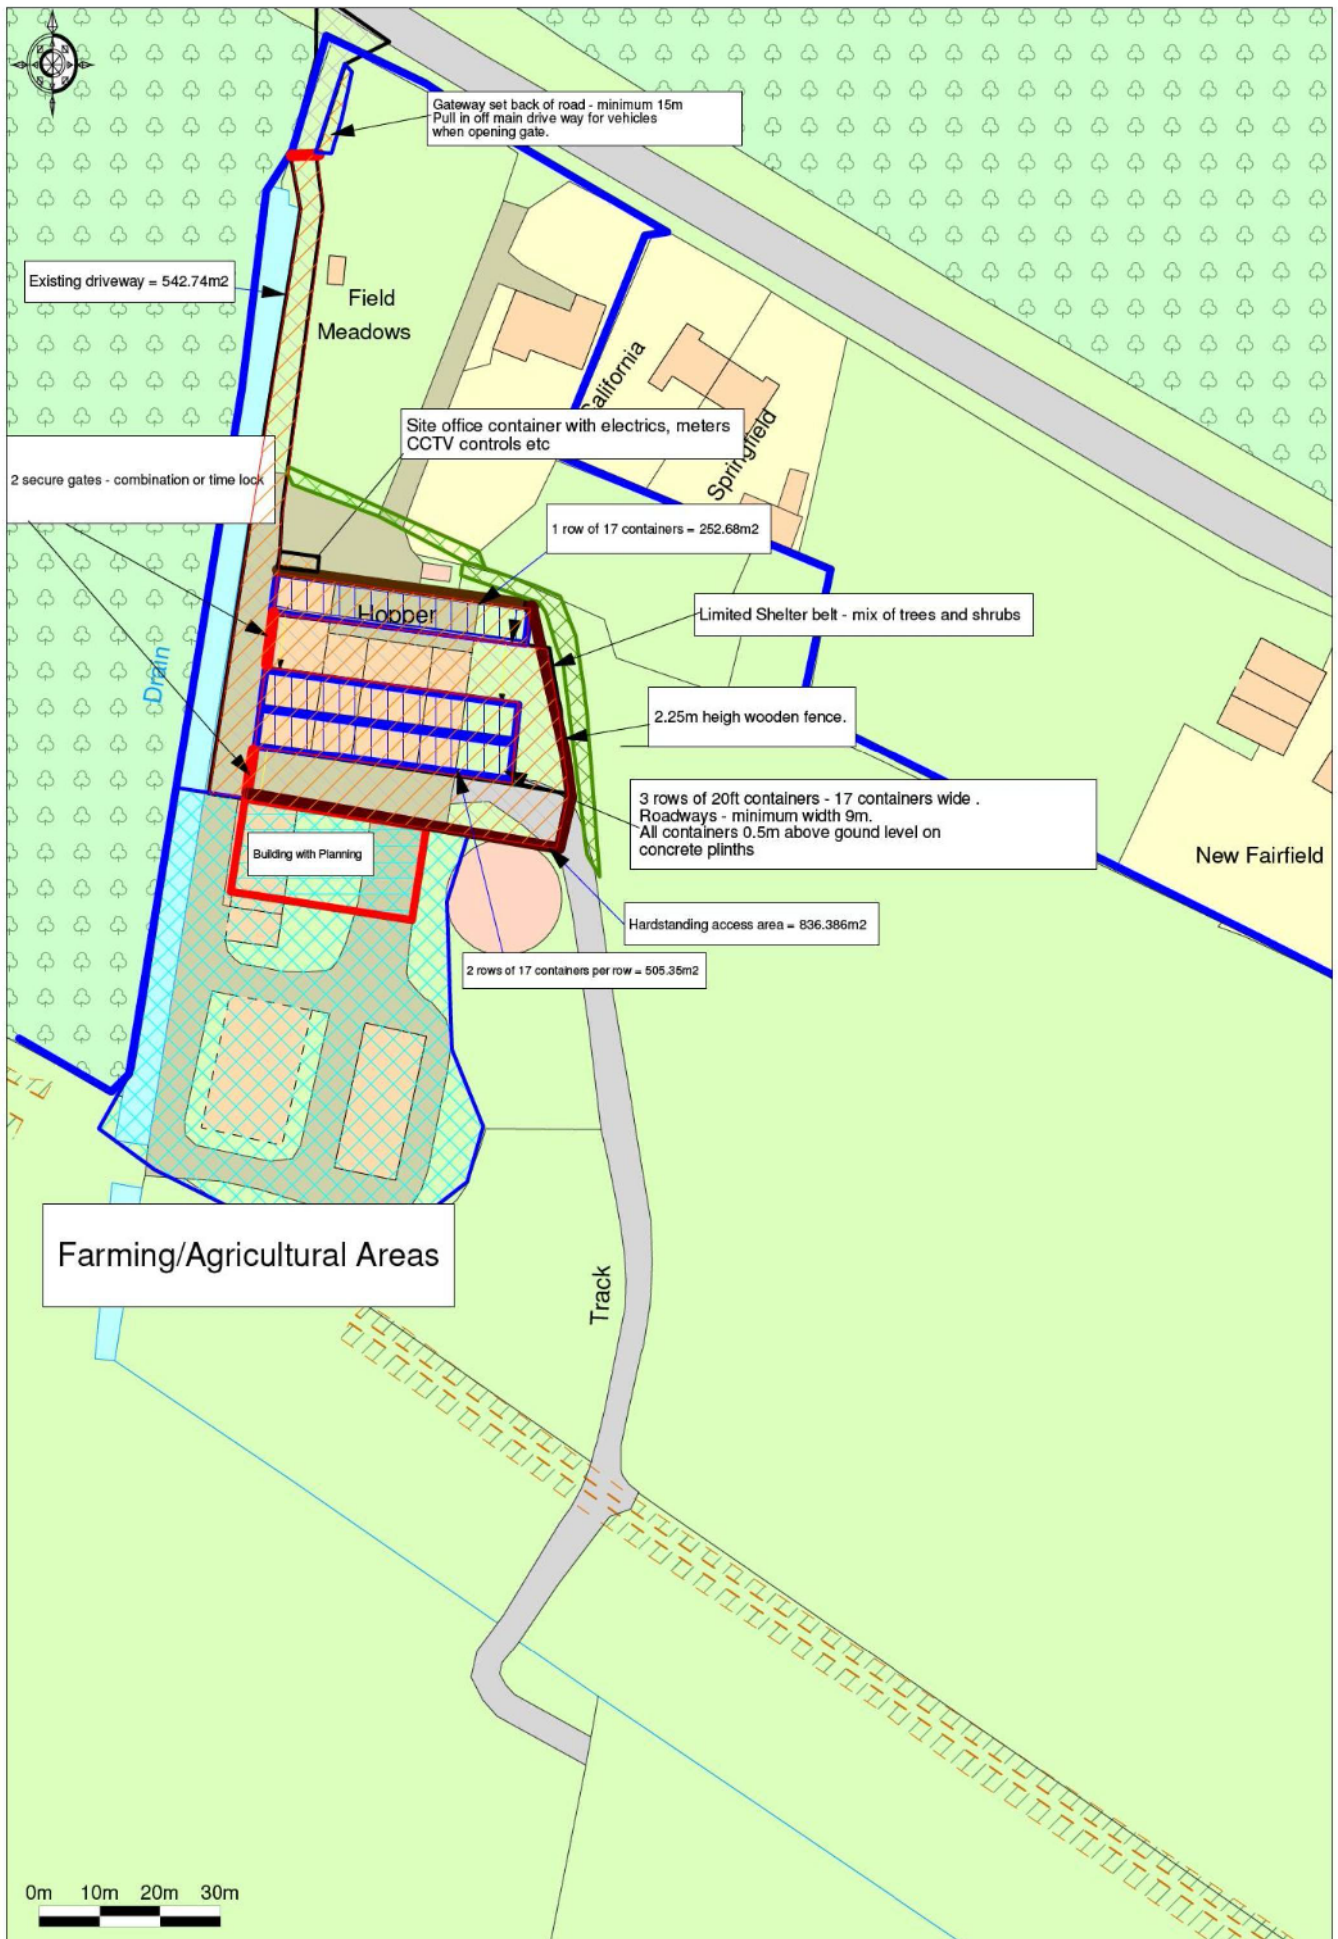 Gateway set back of road - minimum 15m
Pull in off main drive way for vehicles
when opening gate.
Existing driveway = 542.74m2
Field
Meadows
California
Springfield
Site office container with electrics, meters
CCTV controls etc
2 secure gates - combination or time lock
1 row of 17 containers = 252.68m2
Hopper
Limited Shelter belt - mix of trees and shrubs
Drain
2.25m heigh wooden fence.
3 rows of 20ft containers - 17 containers wide .
Roadways - minimum width 9m.
All containers 0.5m above gound level on
concrete plinths
Building with Planning
New Fairfield
Hardstanding access area = 836.386m2
2 rows of 17 containers per row = 505.35m2
Farming/Agricultural Areas
Track
0m 10m 20m 30m